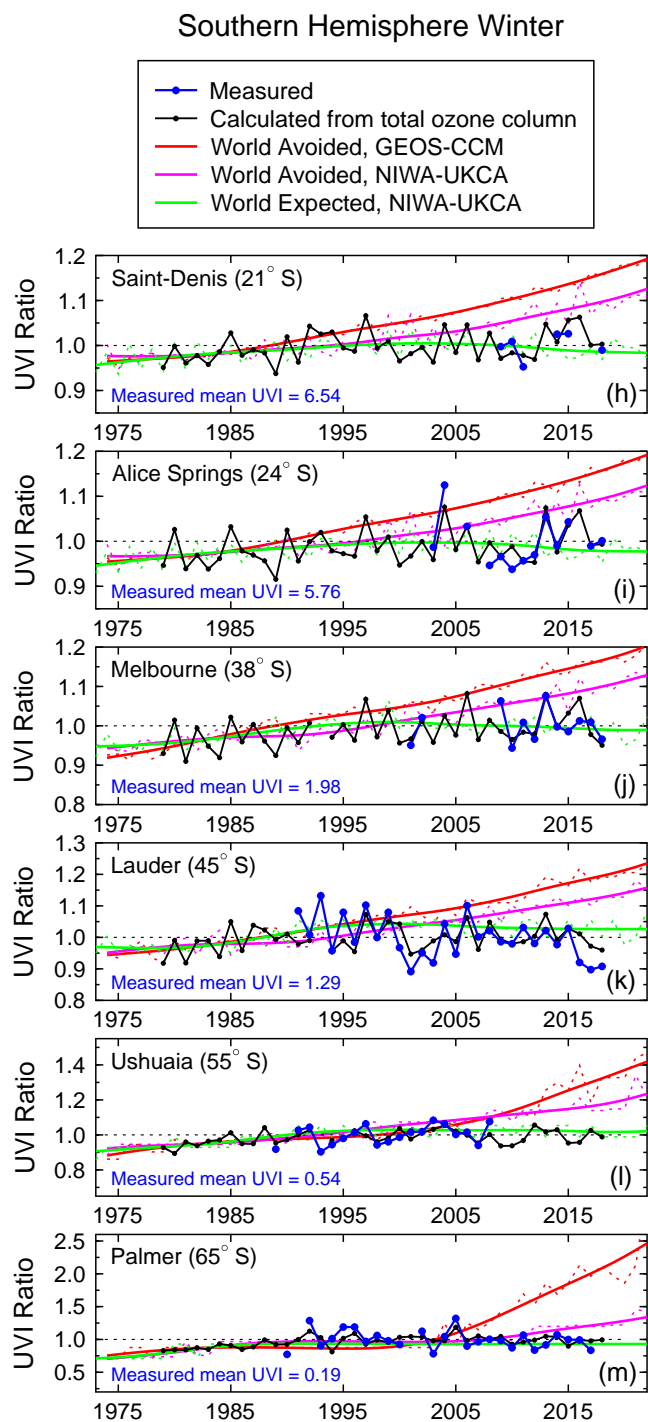 Southern Hemisphere Winter
Measured
Calculated from total ozone column
World Avoided, GEOS-CCM
World Avoided, NIWA-UKCA
World Expected, NIWA-UKCA
1.2
1.1
1.0
0.9
UVI Ratio
Saint-Denis (21° S)
Measured mean UVI = 6.54
(h)
1975 1985 1995 2005 2015
1.2
1.1
1.0
0.9
UVI Ratio
Alice Springs (24° S)
Measured mean UVI = 5.76
(i)
1975 1985 1995 2005 2015
1.2
1.1
1.0
0.9
0.8
UVI Ratio
Melbourne (38° S)
Measured mean UVI = 1.98
(j)
1975 1985 1995 2005 2015
1.3
1.2
1.1
1.0
0.9
0.8
UVI Ratio
Lauder (45° S)
Measured mean UVI = 1.29
(k)
1975 1985 1995 2005 2015
1.4
1.2
1.0
0.8
UVI Ratio
Ushuaia (55° S)
Measured mean UVI = 0.54
(l)
1975 1985 1995 2005 2015
2.5
2.0
1.5
1.0
0.5
UVI Ratio
Palmer (65° S)
Measured mean UVI = 0.19
(m)
1975 1985 1995 2005 2015